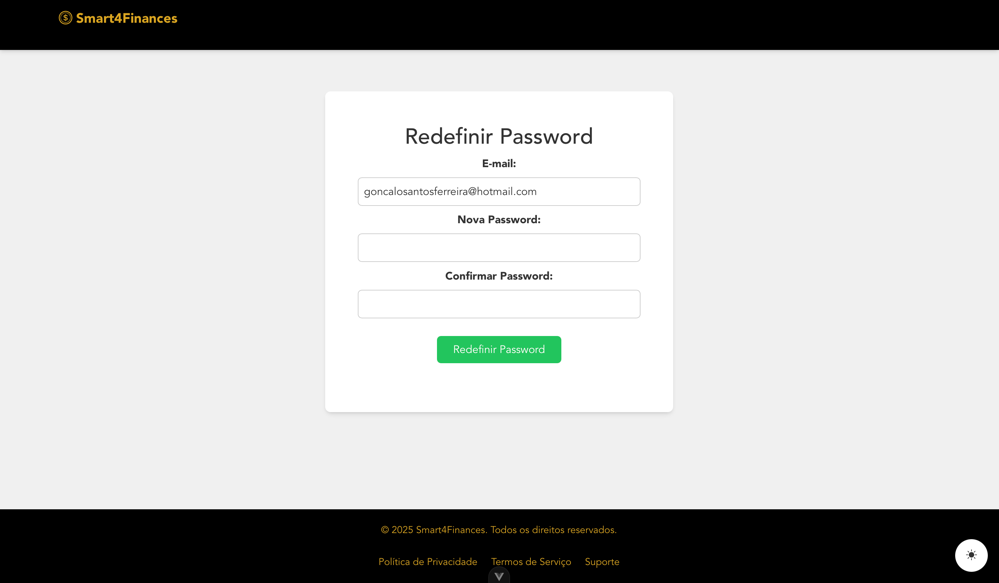 Smart4Finances
Redefinir Password
E-mail:
goncalosantosferreira@hotmail.com
Nova Password:
Confirmar Password:
Redefinir Password
© 2025 Smart4Finances. Todos os direitos reservados.
Política de Privacidade Termos de Serviço Suporte